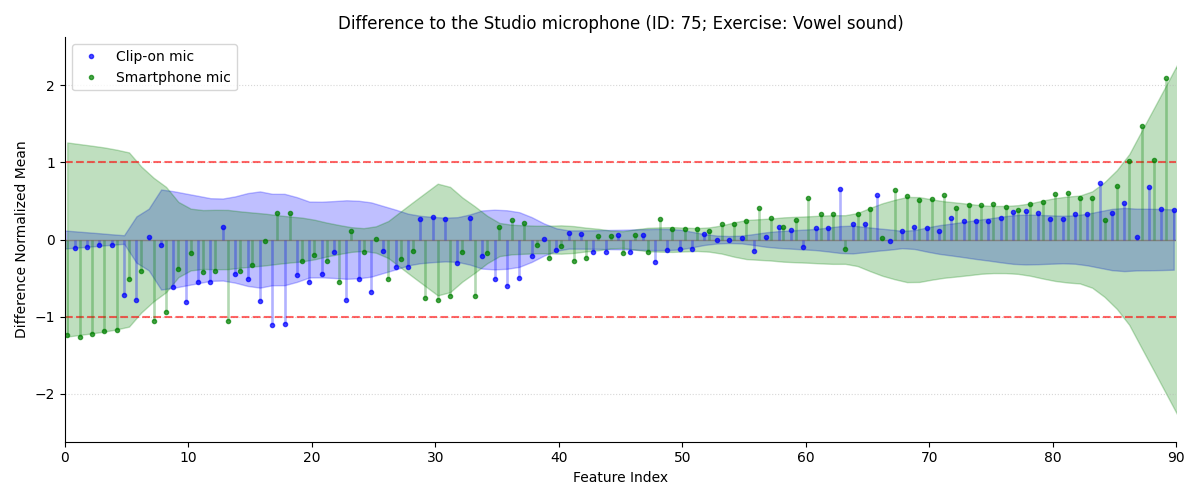 Difference to the Studio microphone (ID: 75; Exercise: Vowel sound)
Clip-on mic
Smartphone mic
Difference Normalized Mean
2
1
0
−1
−2
0 10 20 30 40 50 60 70 80 90
Feature Index